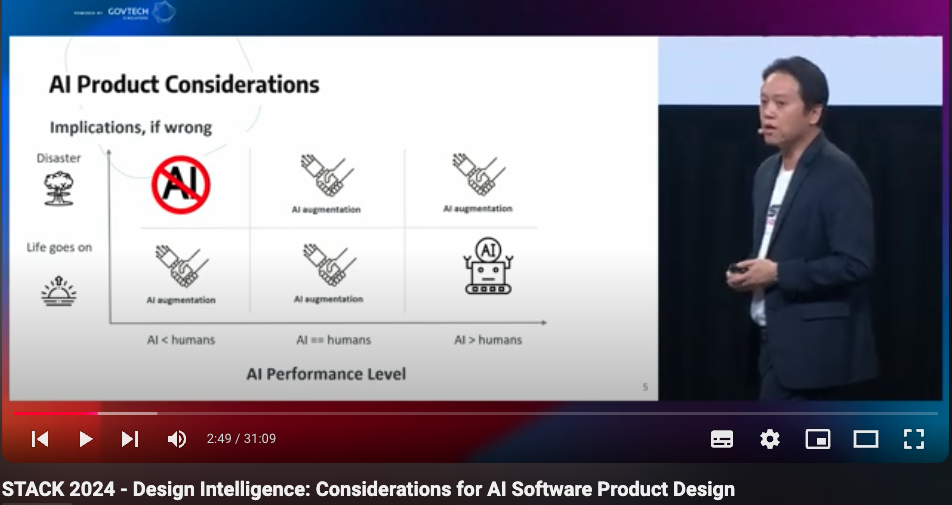 POWERED BY GOVTECH
SINGAPORE
AI Product Considerations
Implications, if wrong
Disaster
AI
AI augmentation
AI augmentation
Life goes on
AI
AI augmentation
AI augmentation
AI < humans
AI == humans
AI > humans
AI Performance Level
5
2:49 / 31:09
STACK 2024 - Design Intelligence: Considerations for AI Software Product Design